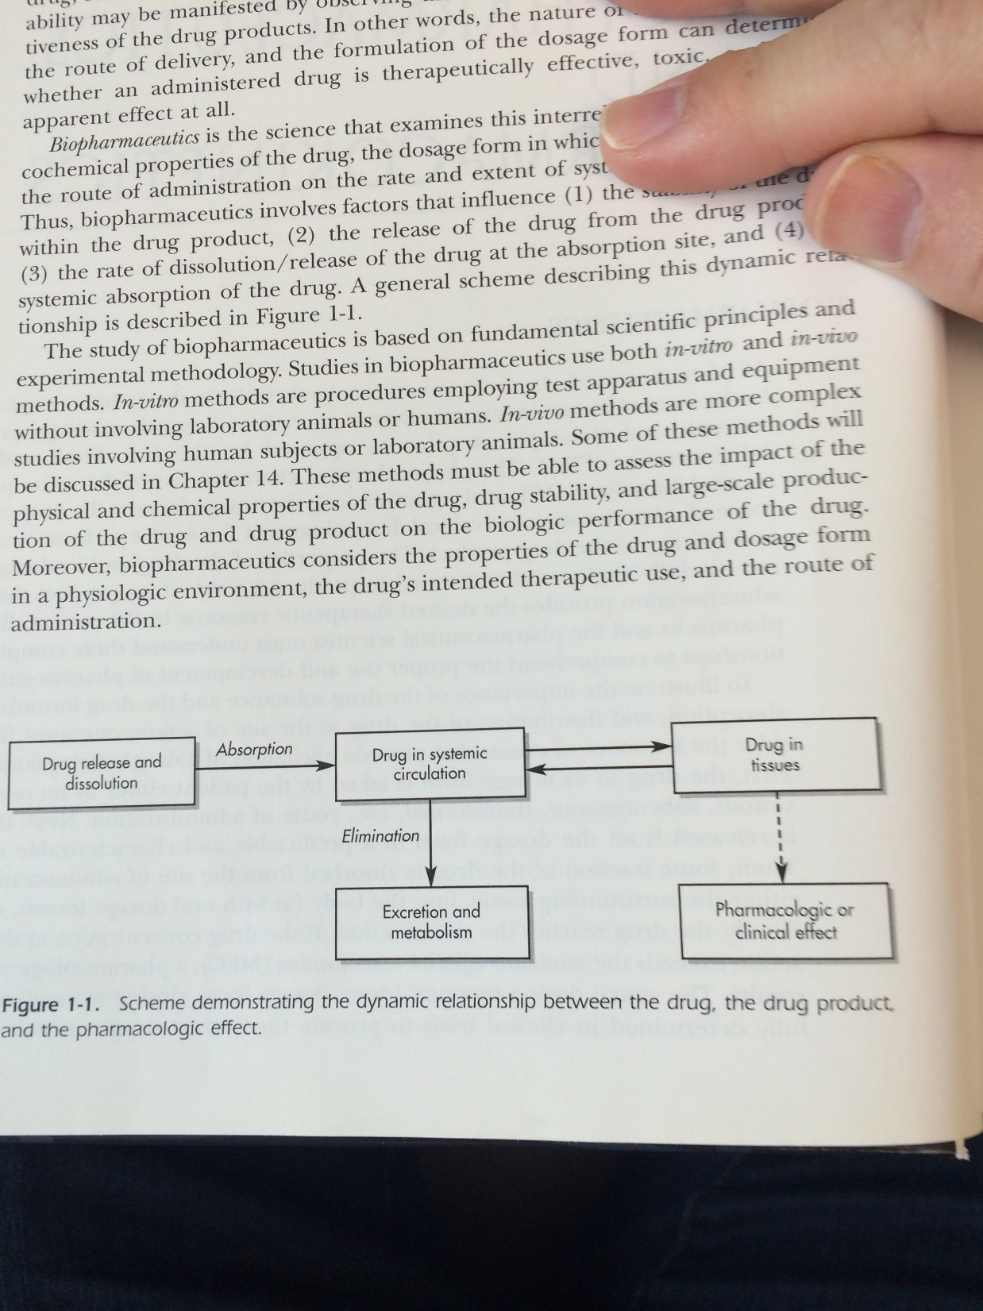 ability may be manifested by
tiveness of the drug products. In other words, the nature of
the route of delivery, and the formulation of the dosage form can
whether an administered drug is therapeutically effective, toxic,
apparent effect at all.
Biopharmaceutics is the science that examines this
cochemical properties of the drug, the dosage form in
the route of administration on the rate and extent of
Thus, biopharmaceutics involves factors that influence (1) the the
within the drug product, (2) the release of the drug from the drug
(3) the rate of dissolution/release of the drug at the absorption site, and (4)
systemic absorption of the drug. A general scheme describing this dynamic rela-
tionship is described in Figure 1-1.
The study of biopharmaceutics is based on fundamental scientific principles and
experimental methodology. Studies in biopharmaceutics use both in-vitro and in-vivo
methods. In-vitro methods are procedures employing test apparatus and equipment
without involving laboratory animals or humans. In-vivo methods are more complex
studies involving human subjects or laboratory animals. Some of these methods will
be discussed in Chapter 14. These methods must be able to assess the impact of the
physical and chemical properties of the drug, drug stability, and large-scale produc-
tion of the drug and drug product on the biologic performance of the drug.
Moreover, biopharmaceutics considers the properties of the drug and dosage form
in a physiologic environment, the drug's intended therapeutic use, and the route of
administration.
Drug release and
dissolution
Absorption
Drug in systemic
circulation
Drug in
tissues
Elimination
Excretion and
metabolism
Pharmacologic or
clinical effect
Figure 1-1. Scheme demonstrating the dynamic relationship between the drug, the drug product,
and the pharmacologic effect.